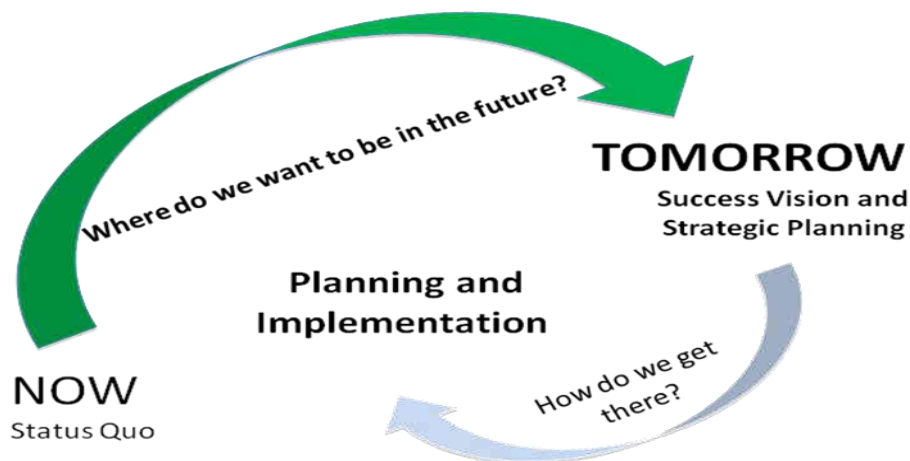 Where do we want to be in the future?
TOMORROW
Success Vision and
Strategic Planning
Planning and
Implementation
How do we get
there?
NOW
Status Quo